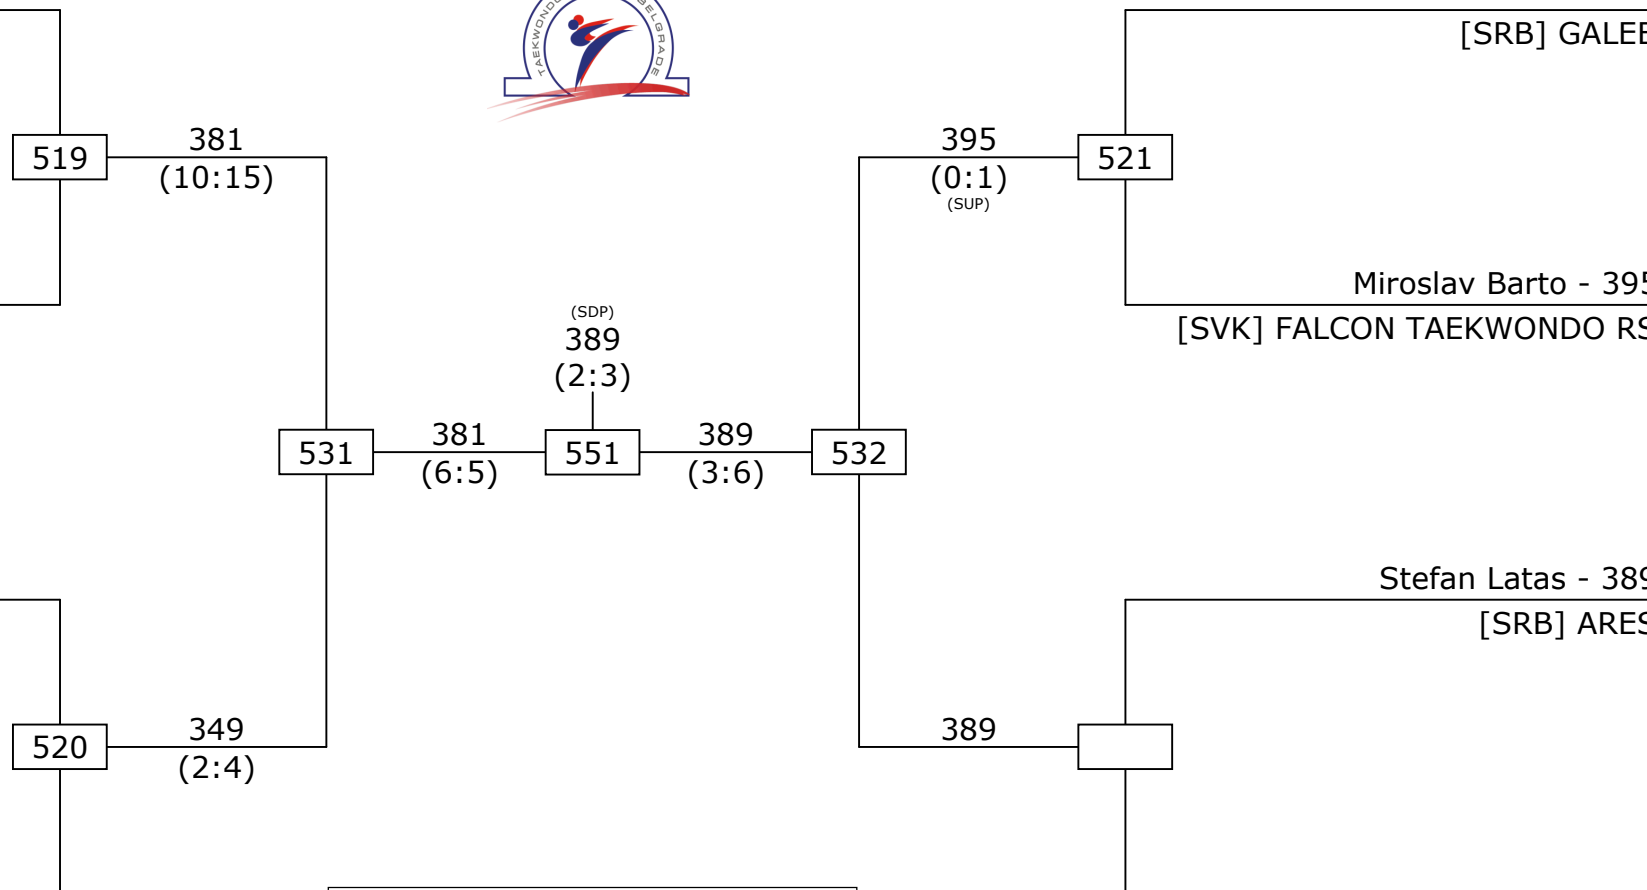 TAEKWONDO
BELGRADE
[SRB] GALEB
519
381
(10:15)
395
(0:1)
(SUP)
521
Miroslav Barto - 395
[SVK] FALCON TAEKWONDO RS
(SDP)
389
(2:3)
531
381
(6:5)
551
389
(3:6)
532
Stefan Latas - 389
[SRB] ARES
520
349
(2:4)
389